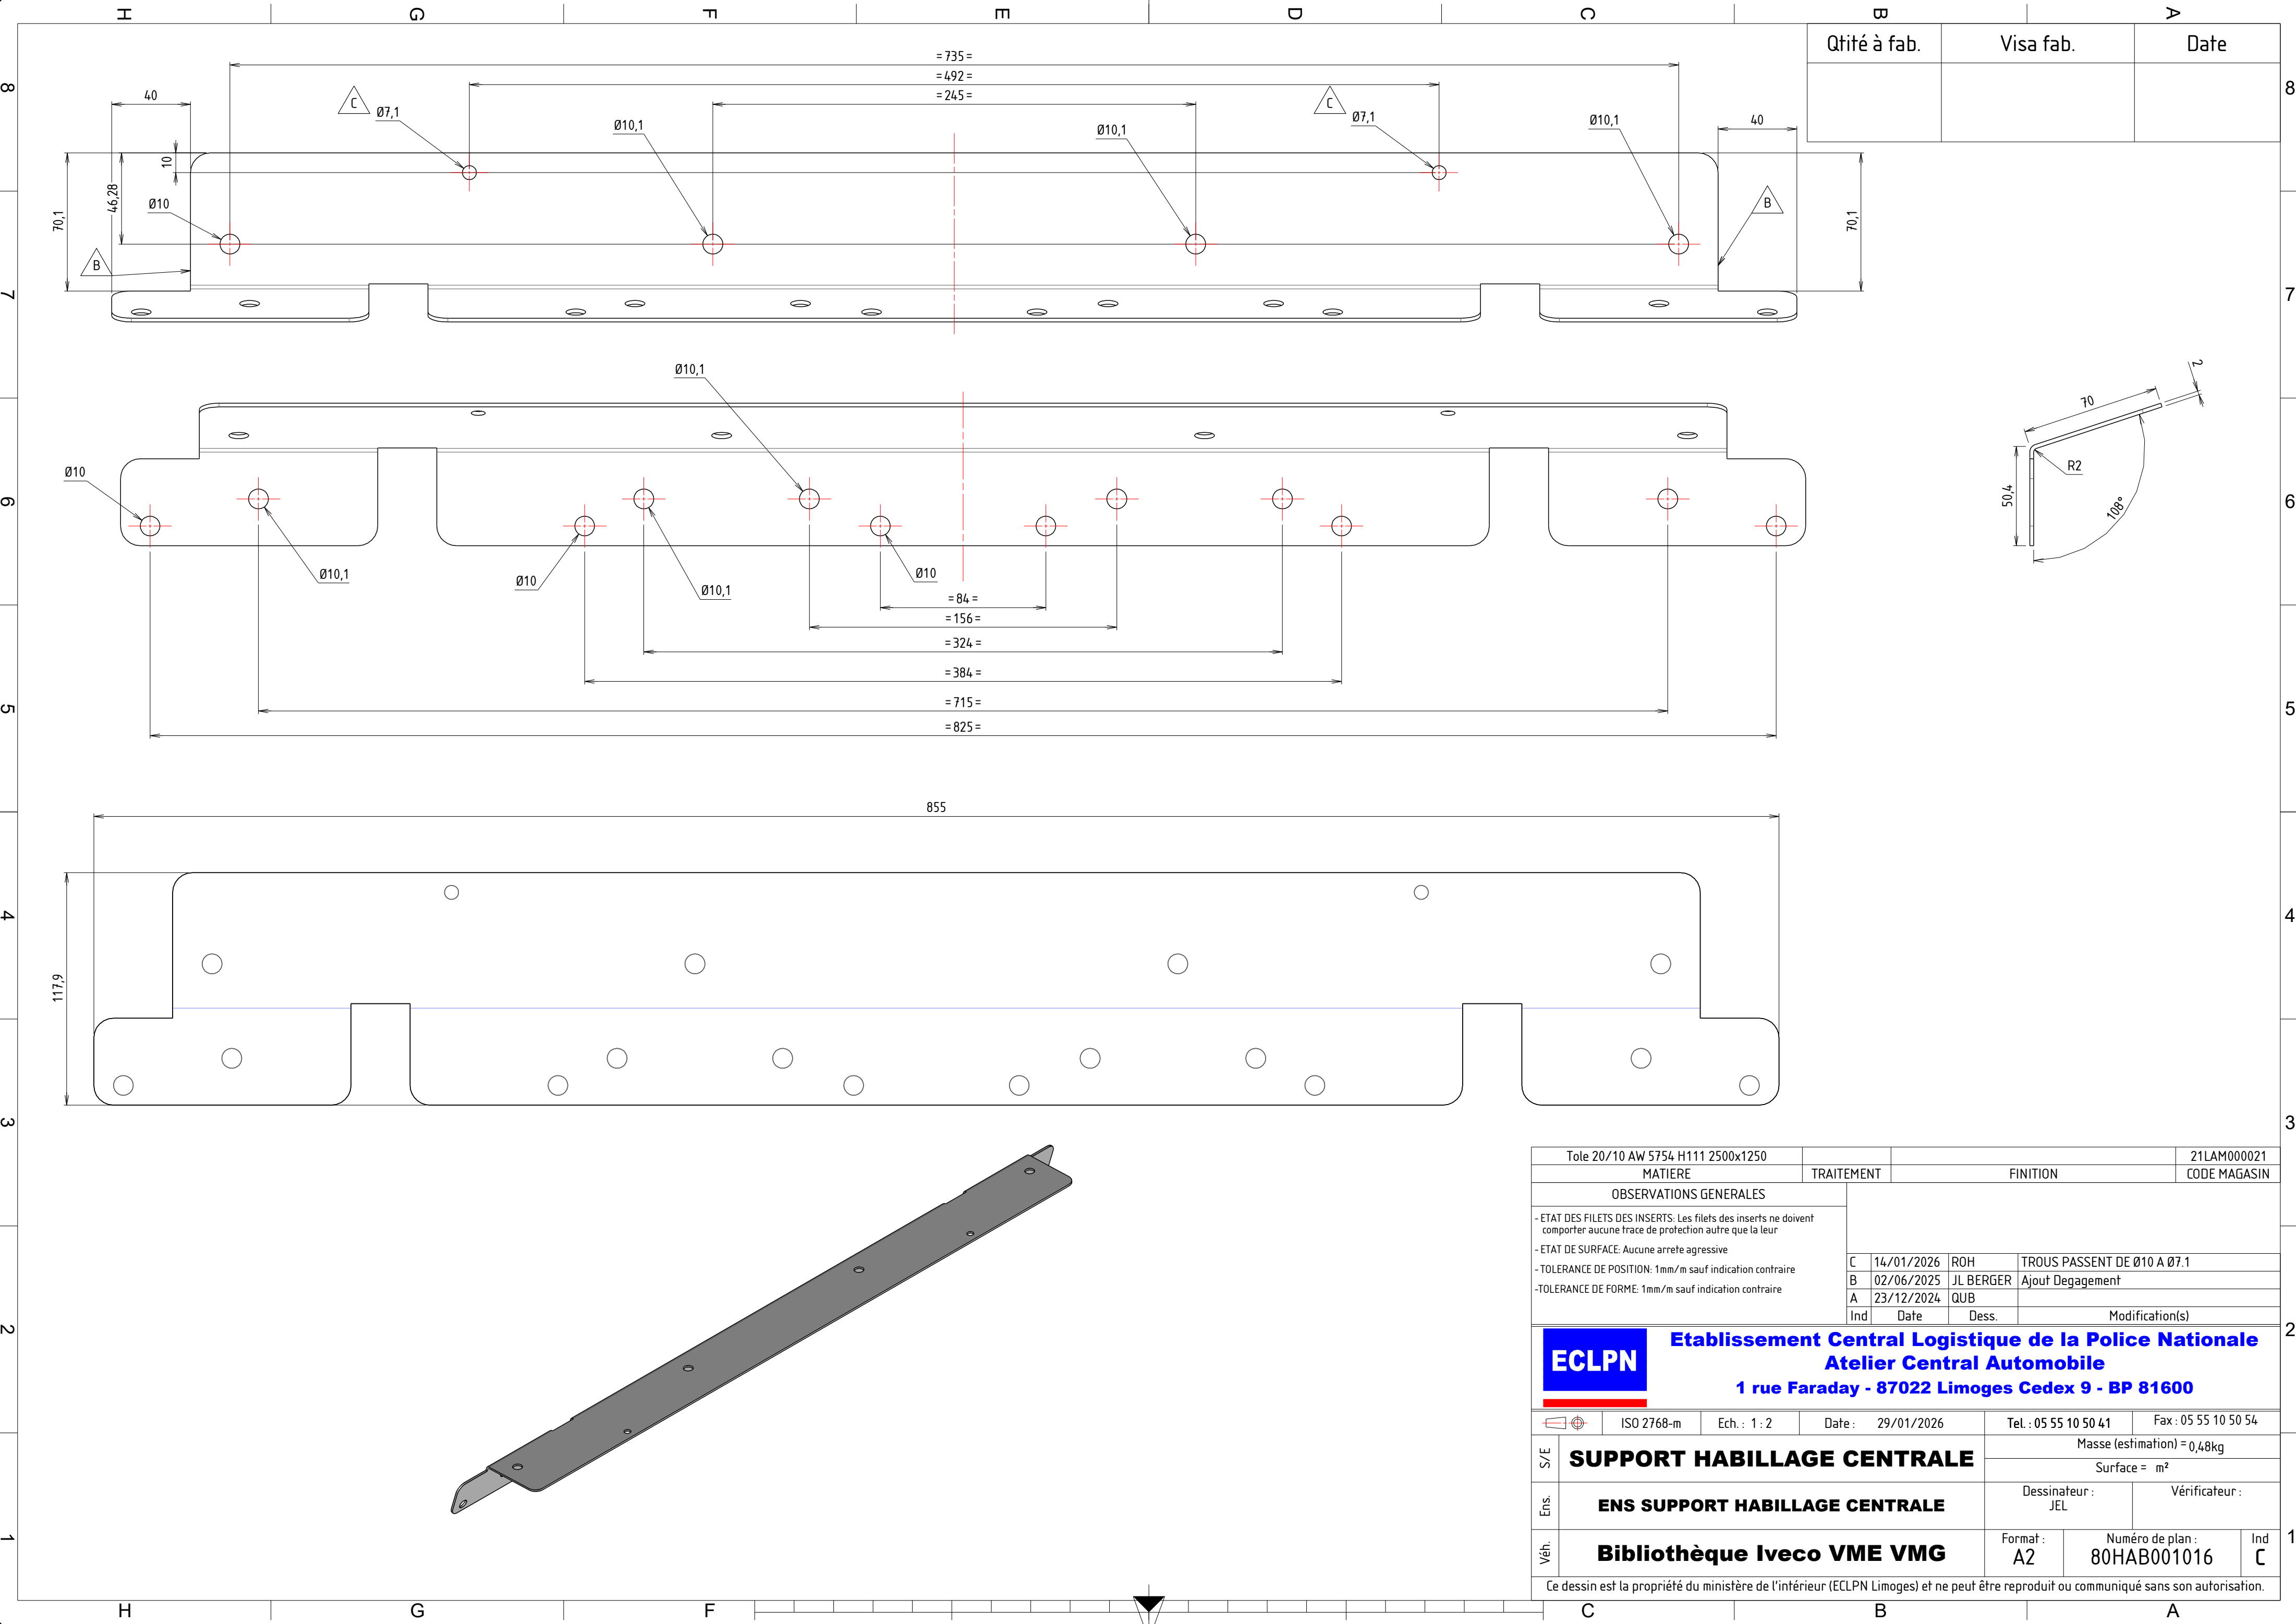 H G F E D C B A
8 7 6 5 4 3 2 1
Qtité à fab. Visa fab. Date
=735=
=492=
=245=
40
C
Ø7,1
Ø10,1
Ø10,1
C
Ø7,1
Ø10,1
40
10
46,28
70,1
Ø10
B
B
70,1
Ø10,1
Ø10
Ø10,1
Ø10
Ø10,1
Ø10
=84=
=156=
=324=
=384=
=715=
=825=
70
2
R2
50,4
108°
855
117,9
Tole 20/10 AW 5754 H111 2500x1250 21LAM000021
MATIERE TRAITEMENT FINITION CODE MAGASIN
OBSERVATIONS GENERALES
- ETAT DES FILETS DES INSERTS: Les filets des inserts ne doivent
comporter aucune trace de protection autre que la leur
- ETAT DE SURFACE: Aucune arrete agressive
- TOLERANCE DE POSITION: 1mm/m sauf indication contraire
-TOLERANCE DE FORME: 1mm/m sauf indication contraire
C 14/01/2026 ROH TROUS PASSENT DE Ø10 A Ø7.1
B 02/06/2025 JL BERGER Ajout Degagement
A 23/12/2024 QUB
Ind Date Dess. Modification(s)
ECLPN
Etablissement Central Logistique de la Police Nationale
Atelier Central Automobile
1 rue Faraday - 87022 Limoges Cedex 9 - BP 81600
ISO 2768-m Ech. : 1 : 2 Date : 29/01/2026 Tel. : 05 55 10 50 41 Fax : 05 55 10 50 54
S/E SUPPORT HABILLAGE CENTRALE
Masse (estimation) = 0,48kg
Surface = m²
Ens. ENS SUPPORT HABILLAGE CENTRALE
Dessinateur : Vérificateur :
JEL
Véh. Bibliothèque Iveco VME VMG
Format : Numéro de plan : Ind
A2 80HAB001016 C
Ce dessin est la propriété du ministère de l'intérieur (ECLPN Limoges) et ne peut être reproduit ou communiqué sans son autorisation.
8 7 6 5 4 3 2 1
H G F C B A